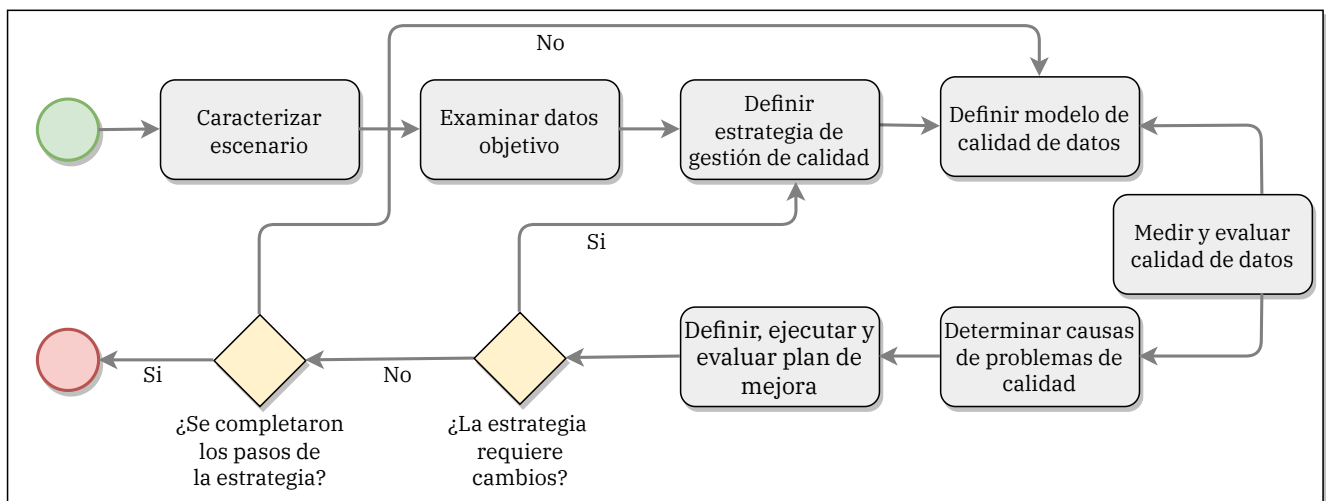 No
Caracterizar
escenario
Examinar datos
objetivo
Definir
estrategia de
gestión de calidad
Definir modelo de
calidad de datos
Si
Medir y evaluar
calidad de datos
Definir, ejecutar y
evaluar plan de
mejora
Determinar causas
de problemas de
calidad
Si
No
¿Se completaron
los pasos de
la estrategia?
¿La estrategia
requiere
cambios?